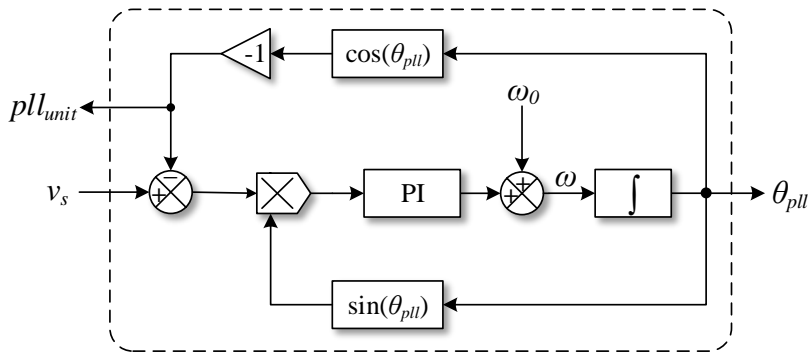 -1
cos(θpll)
pllunit
ω0
vs
PI
ω
∫
θpll
sin(θpll)